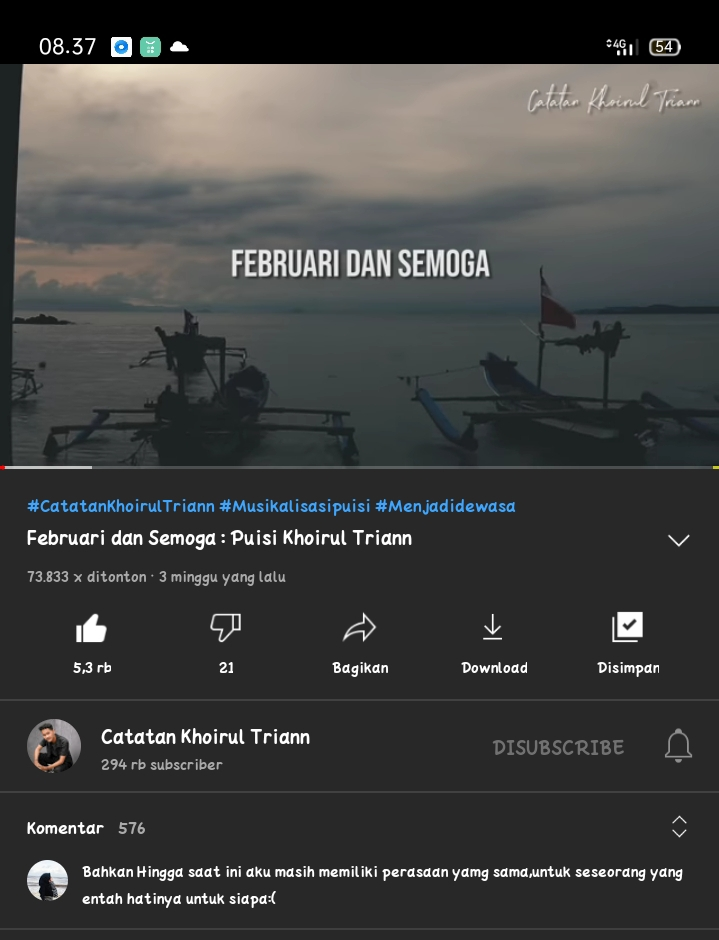 08.37
4G
54
Catatan Khoirul Triann
FEBRUARI DAN SEMOGA
#CatatanKhoirulTriann #Musikalisasipuisi #Menjadidewasa
Februari dan Semoga : Puisi Khoirul Triann
73.833 x ditonton · 3 minggu yang lalu
5,3 rb
21
Bagikan
Download
Disimpan
Catatan Khoirul Triann
294 rb subscriber
DISUBSCRIBE
Komentar 576
Bahkan Hingga saat ini aku masih memiliki perasaan yamg sama,untuk seseorang yang
entah hatinya untuk siapa:(